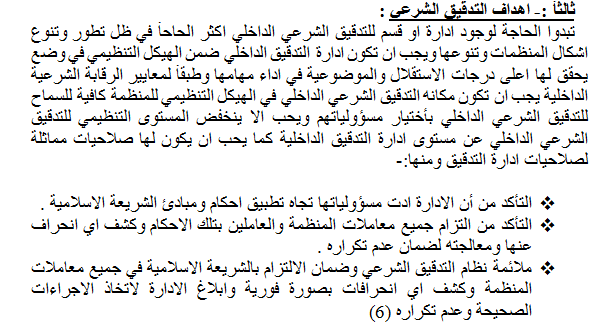 ثالثاً :- اهداف التدقيق الشرعي :
تبدوا الحاجة لوجود ادارة او قسم للتدقيق الشرعي الداخلي اكثر الحاحاً في ظل تطور وتنوع
اشكال المنظمات وتنوعها ويجب ان تكون ادارة التدقيق الداخلي ضمن الهيكل التنظيمي في وضع
يحقق لها اعلى درجات الاستقلال والموضوعية في اداء مهامها وطبقاً لمعايير الرقابة الشرعية
الداخلية يجب ان تكون مكانه التدقيق الشرعي الداخلي في الهيكل التنظيمي للمنظمة كافية للسماح
للتدقيق الشرعي الداخلي بأختيار مسؤولياتهم ويحب الا ينخفض المستوى التنظيمي للتدقيق
الشرعي الداخلي عن مستوى ادارة التدقيق الداخلية كما يحب ان يكون لها صلاحيات مماثلة
لصلاحيات ادارة التدقيق ومنها:-
❖ التأكد من أن الادارة ادت مسؤولياتها تجاه تطبيق احكام ومبادئ الشريعة الاسلامية .
❖ التأكد من التزام جميع معاملات المنظمة والعاملين بتلك الاحكام وكشف اي انحراف
عنها ومعالجته لضمان عدم تكراره .
❖ ملائمة نظام التدقيق الشرعي وضمان الالتزام بالشريعة الاسلامية في جميع معاملات
المنظمة وكشف اي انحرافات بصورة فورية وابلاغ الادارة لأتخاذ الاجراءات
الصحيحة وعدم تكراره (6)